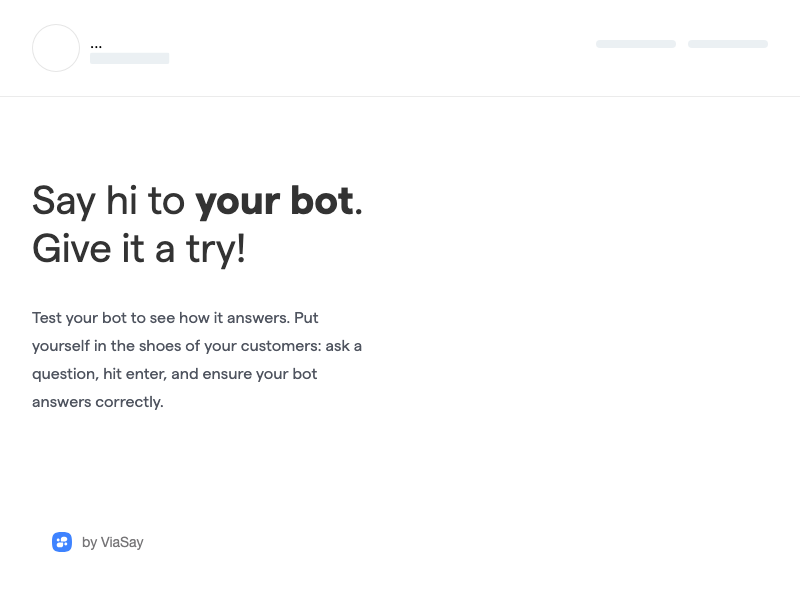 ...
Say hi to your bot.
Give it a try!
Test your bot to see how it answers. Put
yourself in the shoes of your customers: ask a
question, hit enter, and ensure your bot
answers correctly.
by ViaSay